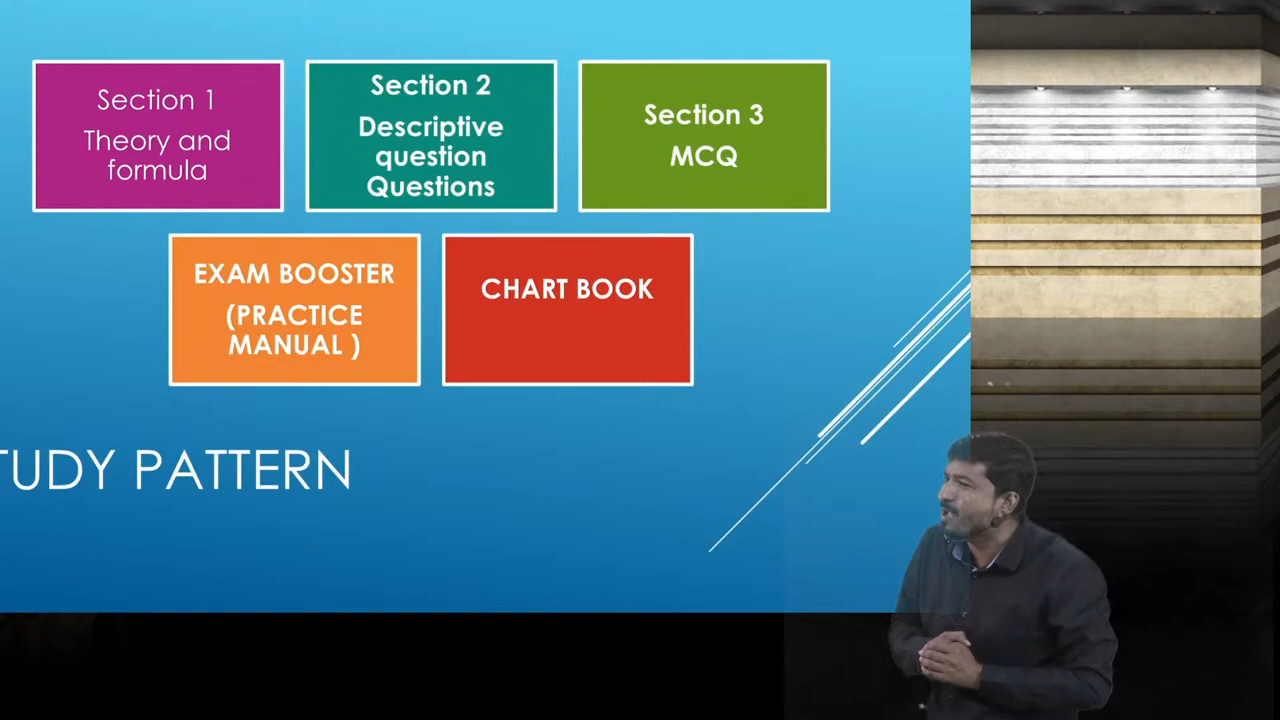 Section 1
Theory and
formula
Section 2
Descriptive
question
Questions
Section 3
MCQ
EXAM BOOSTER
(PRACTICE
MANUAL )
CHART BOOK
TUDY PATTERN